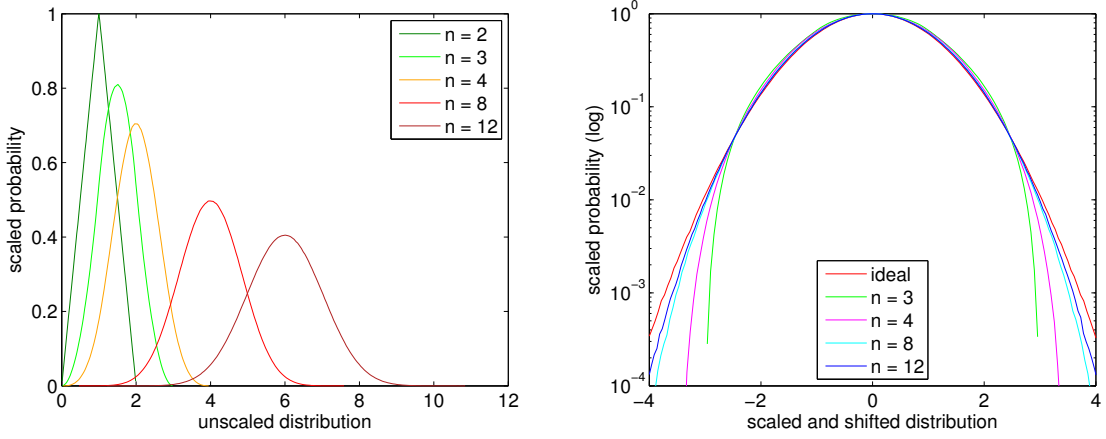 1
0.8
0.6
0.4
0.2
0
scaled probability
0
2
4
6
8
10
12
unscaled distribution
n = 2
n = 3
n = 4
n = 8
n = 12
10^0
10^−1
10^−2
10^−3
10^−4
scaled probability (log)
−4
−2
0
2
4
scaled and shifted distribution
ideal
n = 3
n = 4
n = 8
n = 12